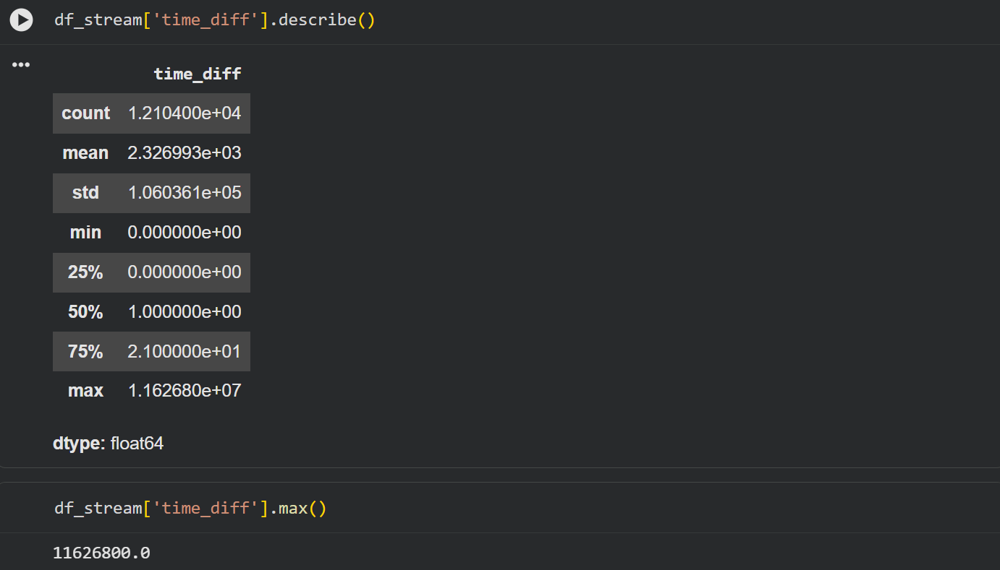 df_stream['time_diff'].describe()
time_diff
count 1.210400e+04
mean 2.326993e+03
std 1.060361e+05
min 0.000000e+00
25% 0.000000e+00
50% 1.000000e+00
75% 2.100000e+01
max 1.162680e+07
dtype: float64
df_stream['time_diff'].max()
11626800.0